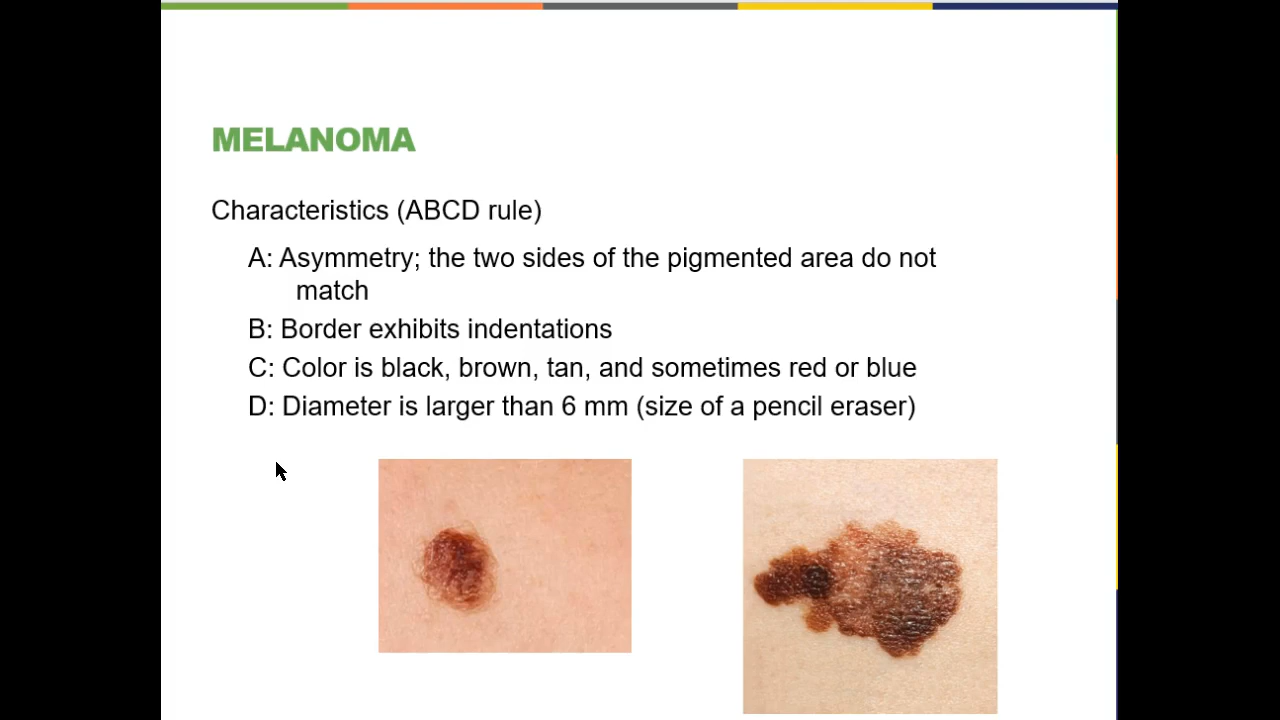 MELANOMA
Characteristics (ABCD rule)
A: Asymmetry; the two sides of the pigmented area do not
match
B: Border exhibits indentations
C: Color is black, brown, tan, and sometimes red or blue
D: Diameter is larger than 6 mm (size of a pencil eraser)